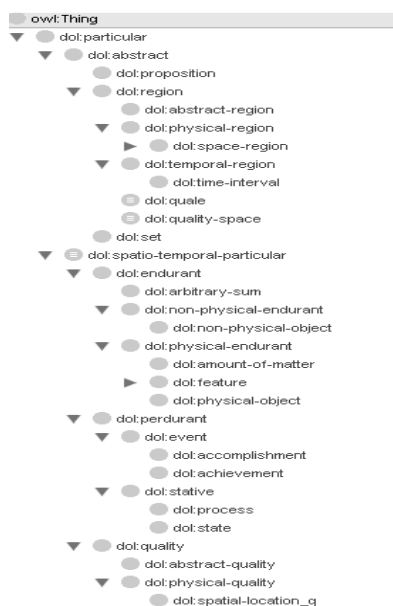 owl:Thing
dol:particular
dol:abstract
dol:proposition
dol:region
dol:abstract-region
dol:physical-region
dol:space-region
dol:temporal-region
dol:time-interval
dol:quale
dol:quality-space
dol:set
dol:spatio-temporal-particular
dol:endurant
dol:arbitrary-sum
dol:non-physical-endurant
dol:non-physical-object
dol:physical-endurant
dol:amount-of-matter
dol:feature
dol:physical-object
dol:perdurant
dol:event
dol:accomplishment
dol:achievement
dol:stative
dol:process
dol:state
dol:quality
dol:abstract-quality
dol:physical-quality
dol:spatial-location_q